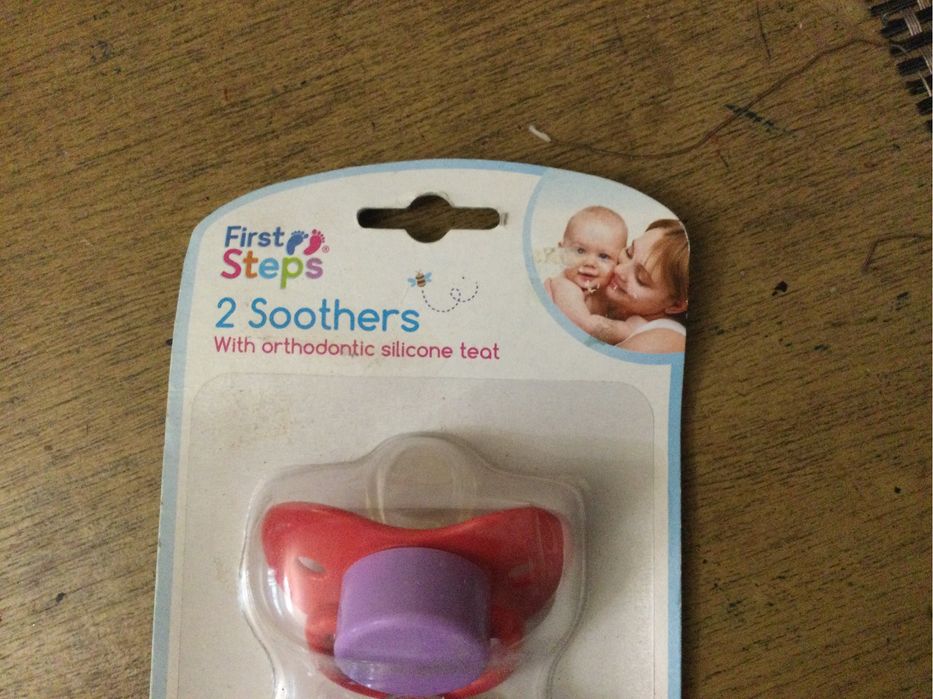 First
Steps®
2 Soothers
With orthodontic silicone teat